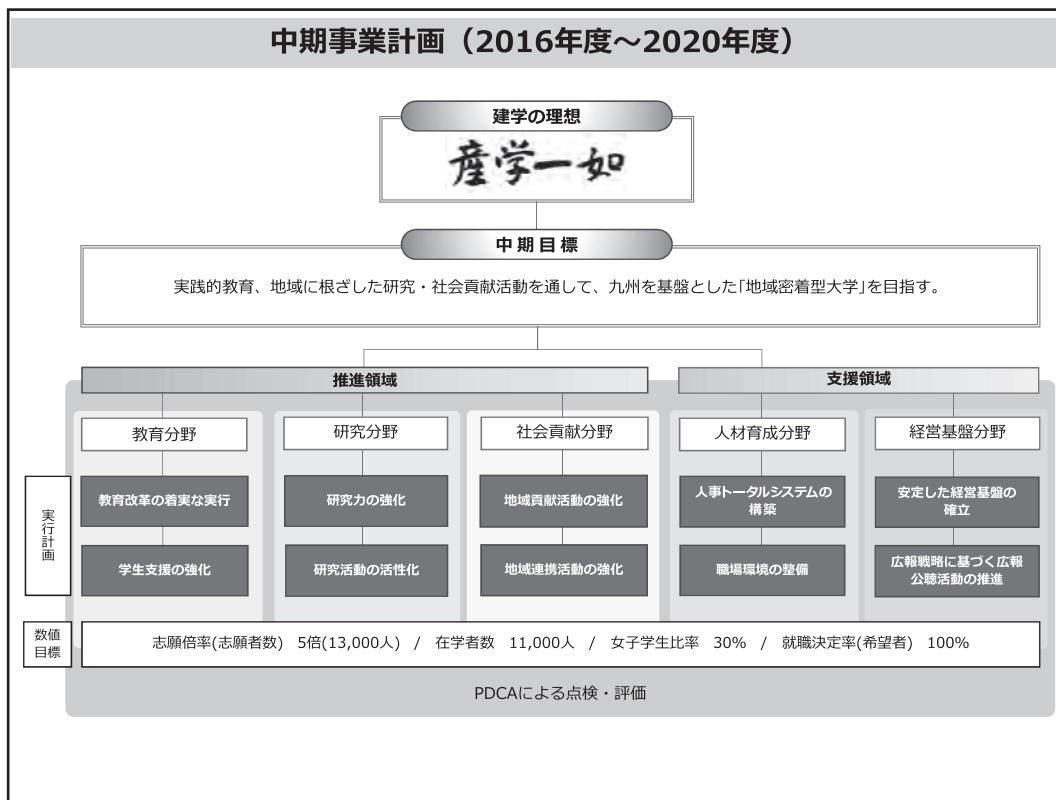 中期事業計画（2016年度～2020年度）
建学の理想
産学一如
中期目標
実践的教育、地域に根ざした研究・社会貢献活動を通して、九州を基盤とした「地域密着型大学」を目指す。
推進領域
支援領域
教育分野
研究分野
社会貢献分野
人材育成分野
経営基盤分野
実行計画
教育改革の着実な実行
研究力の強化
地域貢献活動の強化
人事トータルシステムの
構築
安定した経営基盤の
確立
学生支援の強化
研究活動の活性化
地域連携活動の強化
職場環境の整備
広報戦略に基づく広報
公聴活動の推進
数値
目標
志願倍率(志願者数)　5倍(13,000人)　/　在学者数　11,000人　/　女子学生比率　30%　/　就職決定率(希望者)　100%
PDCAによる点検・評価